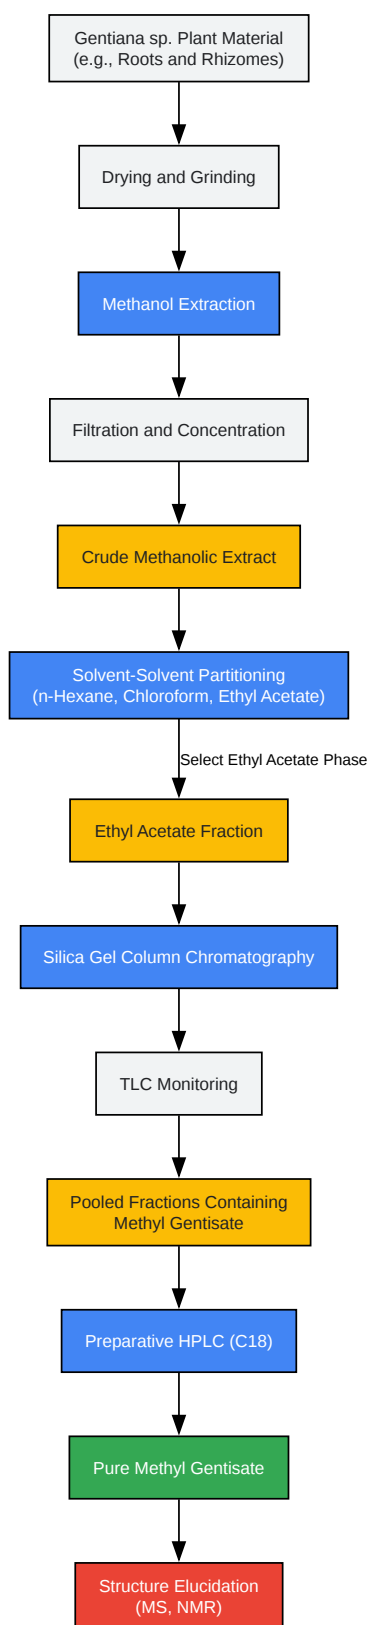 Gentiana sp. Plant Material
(e.g., Roots and Rhizomes)
Drying and Grinding
Methanol Extraction
Filtration and Concentration
Crude Methanolic Extract
Solvent-Solvent Partitioning
(n-Hexane, Chloroform, Ethyl Acetate)
Select Ethyl Acetate Phase
Ethyl Acetate Fraction
Silica Gel Column Chromatography
TLC Monitoring
Pooled Fractions Containing
Methyl Gentisate
Preparative HPLC (C18)
Pure Methyl Gentisate
Structure Elucidation
(MS, NMR)